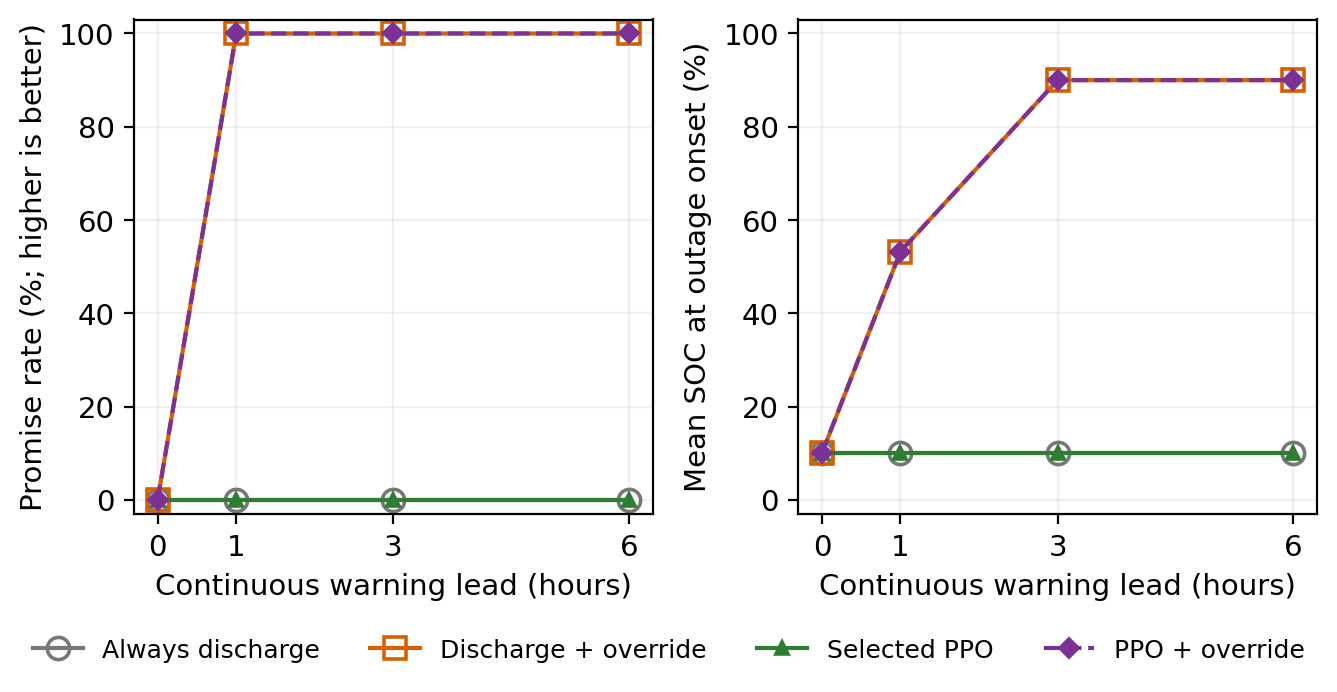 Promise rate (%; higher is better)
100
80
60
40
20
0
0 1 3 6
Continuous warning lead (hours)
Mean SOC at outage onset (%)
100
80
60
40
20
0
0 1 3 6
Continuous warning lead (hours)
Always discharge Discharge + override Selected PPO PPO + override